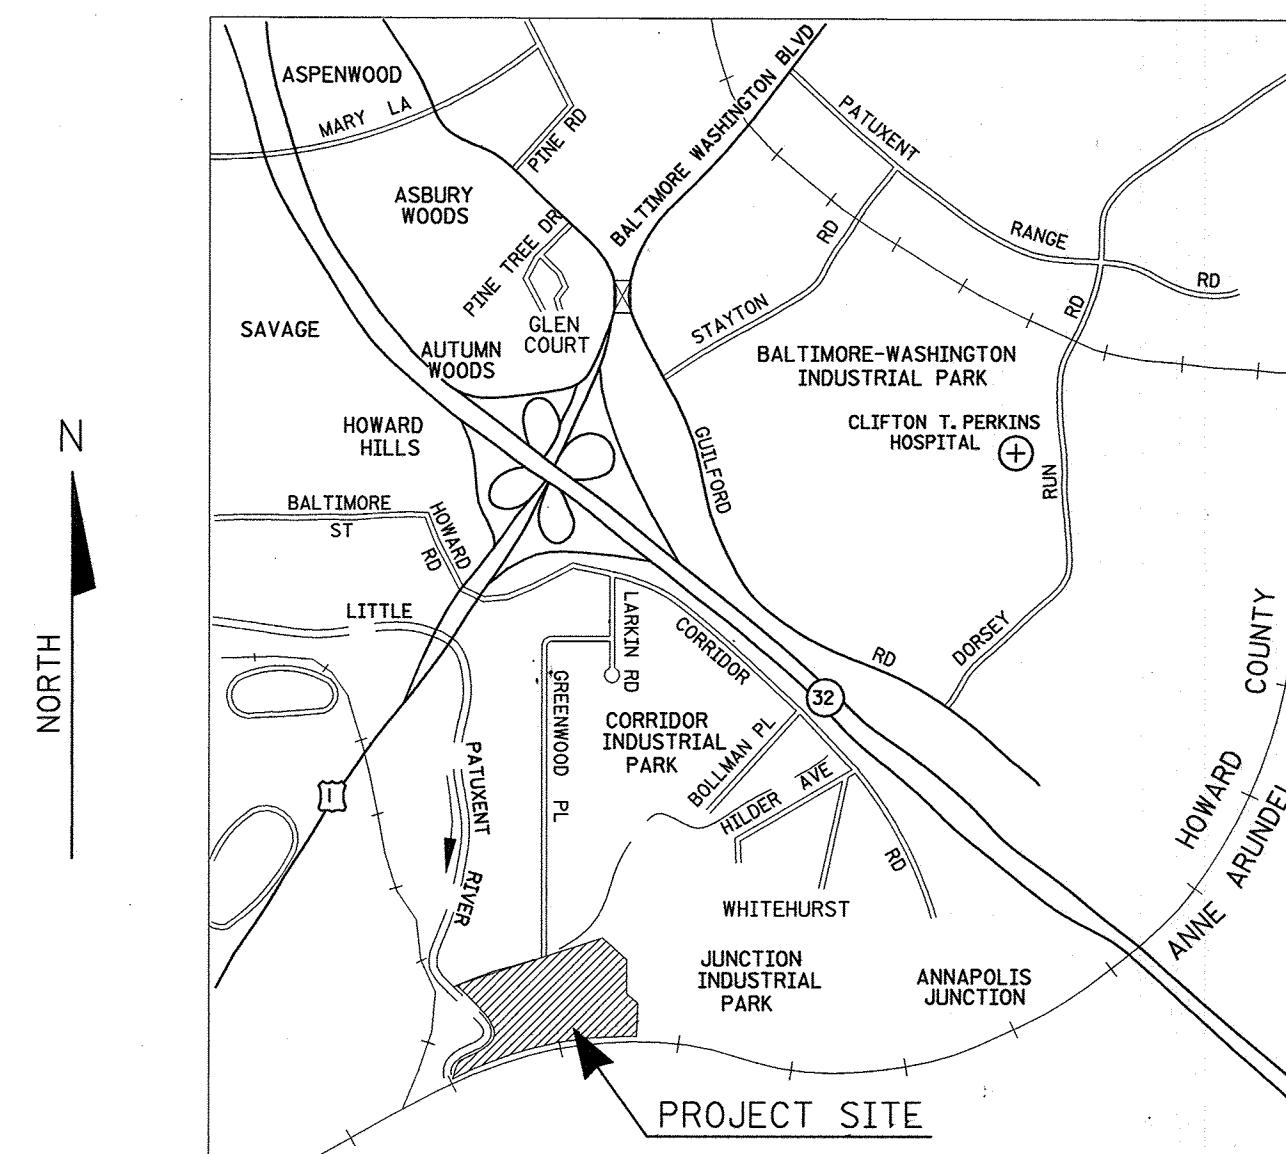 ASPENWOOD
MARY LA
PINE RD
BALTIMORE WASHINGTON BLVD
PATUXENT
RANGE
RD
ASBURY
WOODS
PINE TREE DR
GLEN
COURT
STAYTON
RD
SAVAGE
AUTUMN
WOODS
BALTIMORE-WASHINGTON
INDUSTRIAL PARK
CLIFTON T. PERKINS
HOSPITAL
HOWARD
HILLS
GUILFORD
RD
DORSEY
RUN
RD
N
NORTH
BALTIMORE
ST
HOWARD
RD
LITTLE
PATUXENT
RIVER
LARKIN RD
GREENWOOD PL
CORRIDOR
RD
32
CORRIDOR
INDUSTRIAL
PARK
BOLLMAN PL
HILDER AVE
1
WHITEHURST
JUNCTION
INDUSTRIAL
PARK
ANNAPOLIS
JUNCTION
HOWARD COUNTY
ANNE ARUNDEL
PROJECT SITE